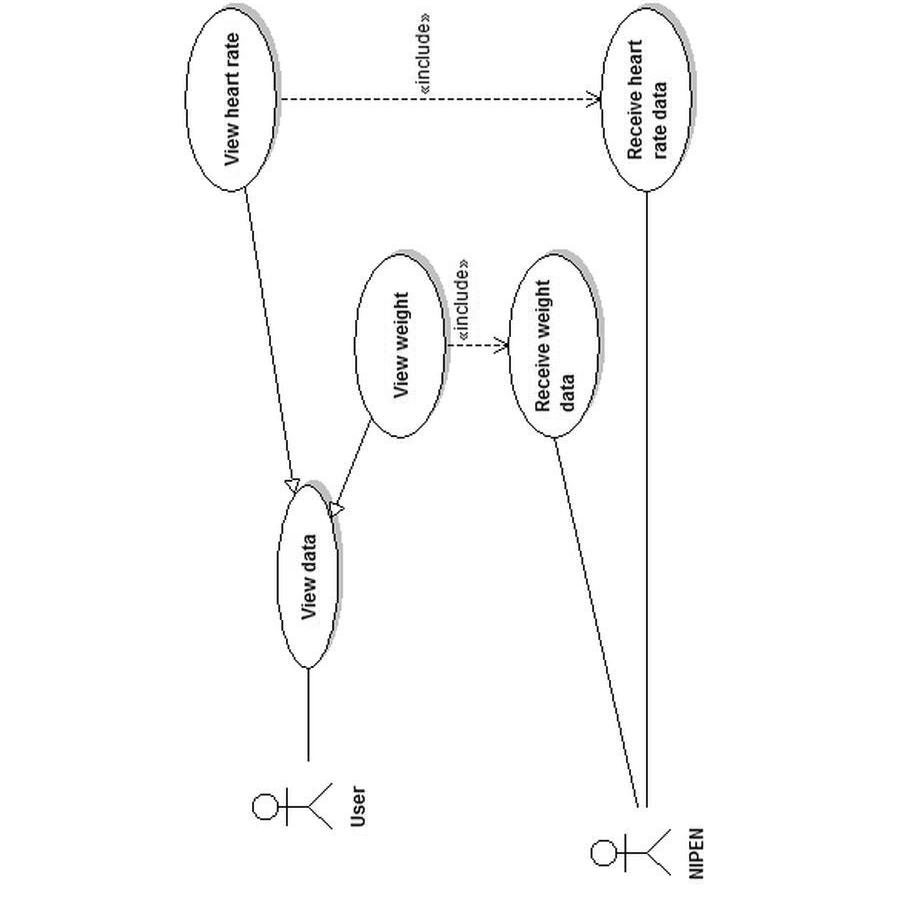 View heart rate
«include»
Receive heart
rate data
View weight
«include»
Receive weight
data
View data
User
NIPEN